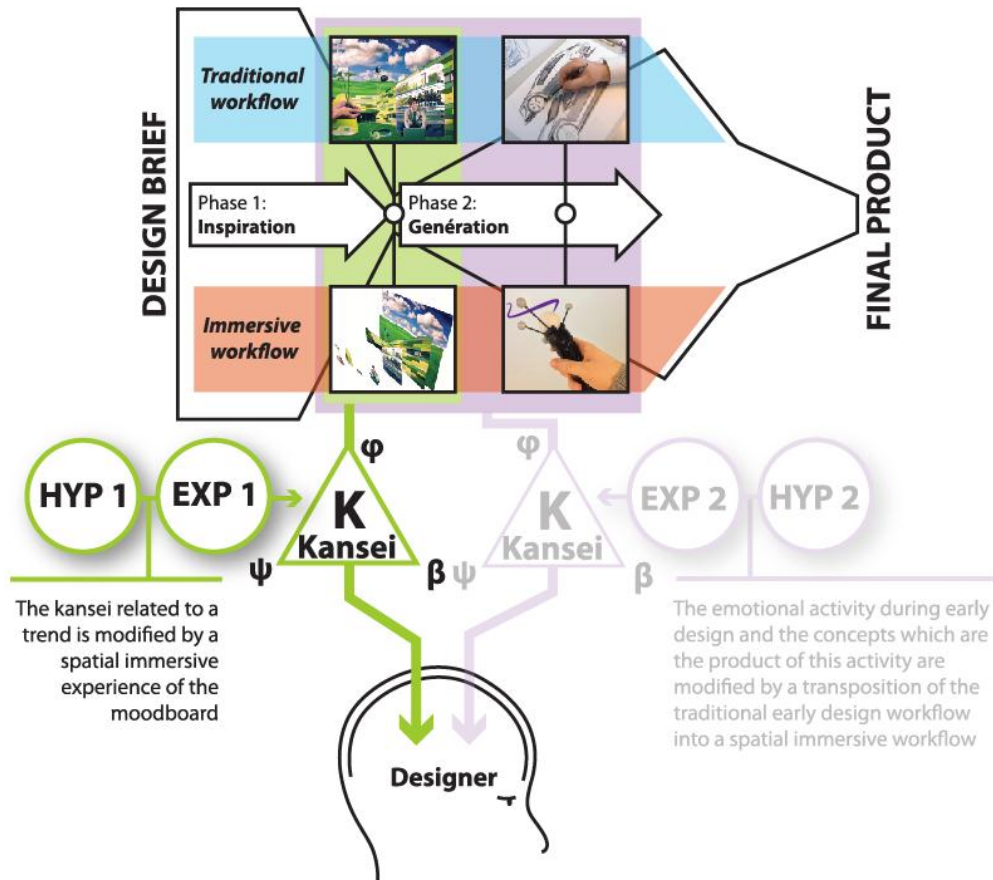 DESIGN BRIEF
Traditional
workflow
Phase 1:
Inspiration
Phase 2:
Genération
Immersive
workflow
FINAL PRODUCT
HYP 1
EXP 1
φ
K
Kansei
ψ
β
φ
K
Kansei
ψ
β
EXP 2
HYP 2
The kansei related to a
trend is modified by a
spatial immersive
experience of the
moodboard
The emotional activity during early
design and the concepts which are
the product of this activity are
modified by a transposition of the
traditional early design workflow
into a spatial immersive workflow
Designer